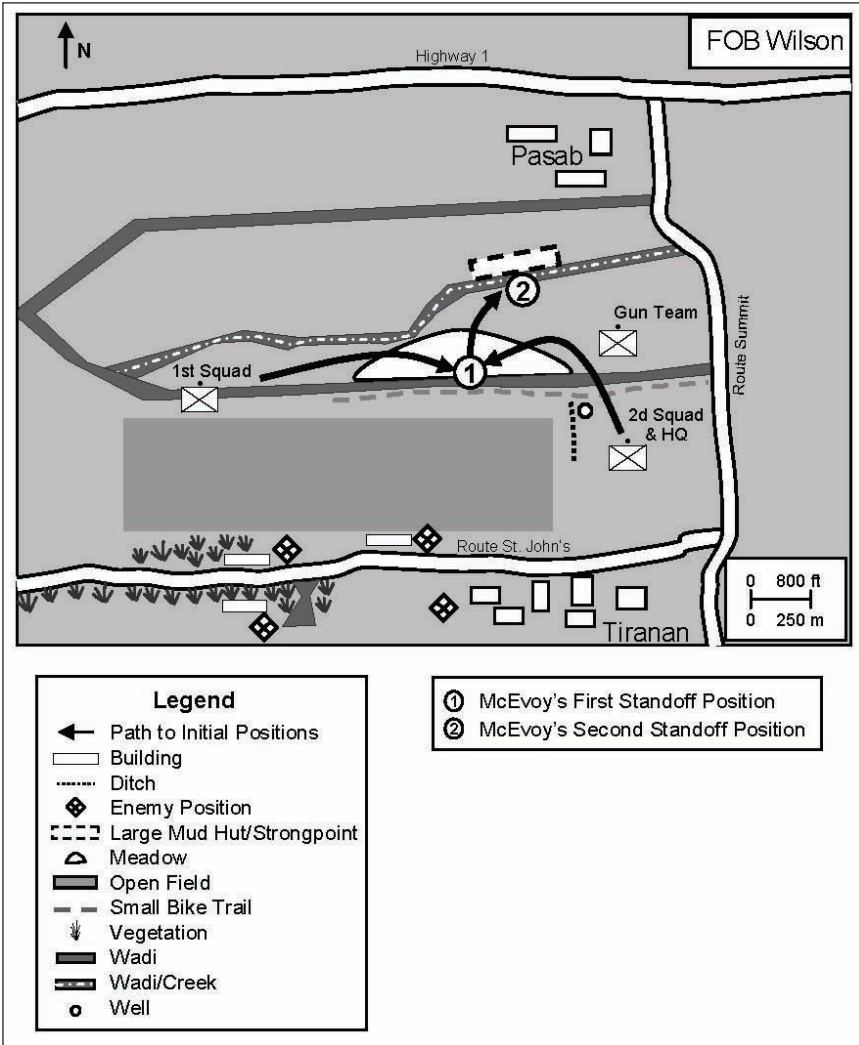 FOB Wilson
N
Highway 1
Pasab
2
Gun Team
1st Squad
1
Route Summit
2d Squad
& HQ
Route St. John's
0 800 ft
0 250 m
Tiranan
Legend
Path to Initial Positions
Building
Ditch
Enemy Position
Large Mud Hut/Strongpoint
Meadow
Open Field
Small Bike Trail
Vegetation
Wadi
Wadi/Creek
Well
1 McEvoy's First Standoff Position
2 McEvoy's Second Standoff Position